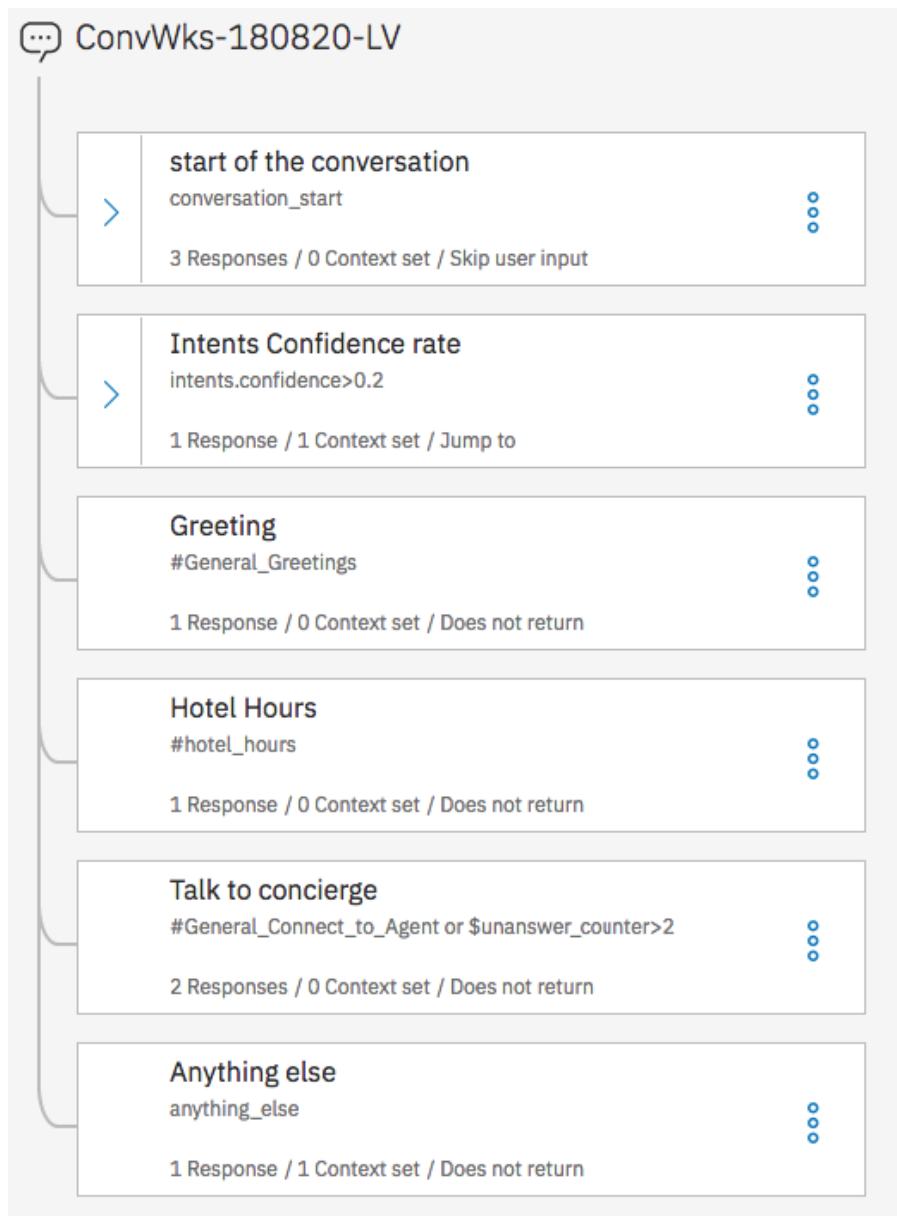 ConvWks-180820-LV
start of the conversation
conversation_start
3 Responses / 0 Context set / Skip user input
Intents Confidence rate
intents.confidence>0.2
1 Response / 1 Context set / Jump to
Greeting
#General_Greetings
1 Response / 0 Context set / Does not return
Hotel Hours
#hotel_hours
1 Response / 0 Context set / Does not return
Talk to concierge
#General_Connect_to_Agent or $unanswer_counter>2
2 Responses / 0 Context set / Does not return
Anything else
anything_else
1 Response / 1 Context set / Does not return